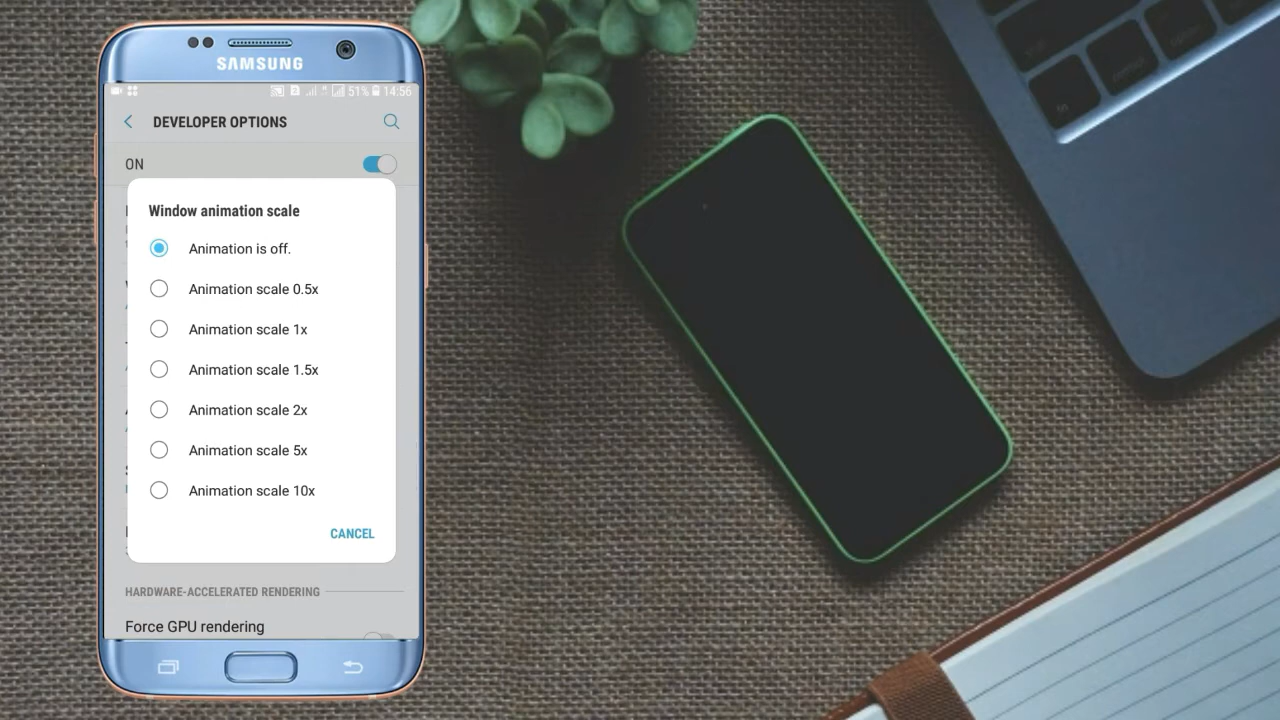 SAMSUNG
51% 14:56
DEVELOPER OPTIONS
ON
Window animation scale
Animation is off.
Animation scale 0.5x
Animation scale 1x
Animation scale 1.5x
Animation scale 2x
Animation scale 5x
Animation scale 10x
CANCEL
HARDWARE-ACCELERATED RENDERING
Force GPU rendering